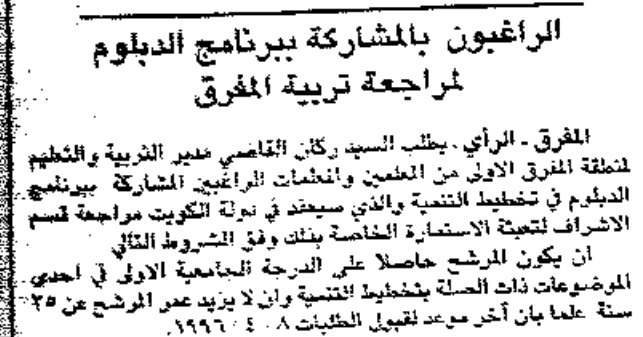 الراغبون بالمشاركة ببرنامج الدبلوم
لمراجعة تربية المفرق
المفرق - الرأي - يطلب السيد ركان القاضي مدير التربية والتعليم
لمنطقة المفرق الاولى من المعلمين والمعلمات الراغبين المشاركة ببرنامج
الدبلوم في تخطيط التنمية والذي سيعقد في دولة الكويت مراجعة قسم
الاشراف لتعبئة الاستمارة الخاصة بذلك وفق الشروط التالي
ان يكون المرشح حاصلا على الدرجة الجامعية الاولى في احدى
الموضوعات ذات الصلة بتخطيط التنمية وان لا يزيد عمر المرشح عن ٣٥
سنة علما بان آخر موعد لقبول الطلبات ٨ - ٤ - ١٩٩٦.